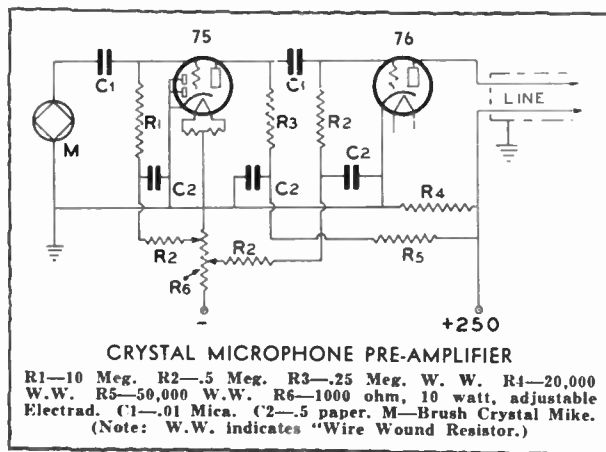 75
76
C1
C1
LINE
M
R1
R3
R2
C2
C2
C2
R4
R2
R2
R5
R6
-
+250
CRYSTAL MICROPHONE PRE-AMPLIFIER
R1—10 Meg. R2—.5 Meg. R3—.25 Meg. W. W. R4—20,000
W.W. R5—50,000 W.W. R6—1000 ohm, 10 watt, adjustable
Electrad. C1—.01 Mica. C2—.5 paper. M—Brush Crystal Mike.
(Note: W.W. indicates "Wire Wound Resistor.)